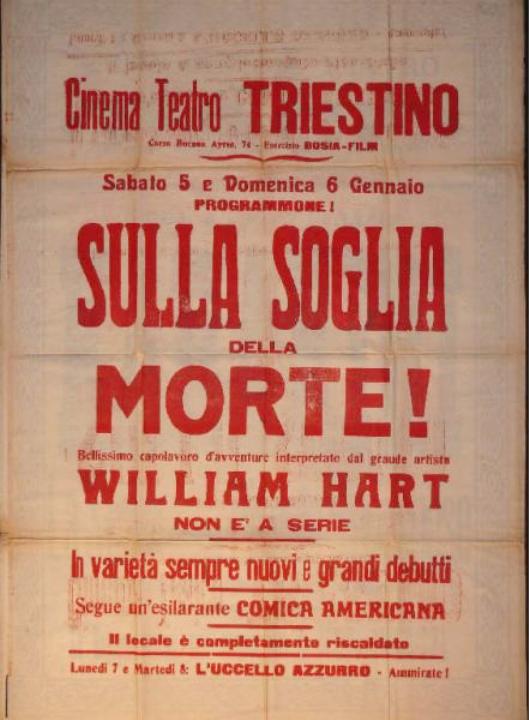 Cinema Teatro TRIESTINO
Corso Buenos Ayres, 74 - Esercizio BOSIA-FILM
Sabato 5 e Domenica 6 Gennaio
PROGRAMMONE!
SULLA SOGLIA
DELLA
MORTE!
Bellissimo capolavoro d'avventure interpretato dal grande artista
WILLIAM HART
NON E' A SERIE
In varietà sempre nuovi e grandi debutti
Segue un'esilarante COMICA AMERICANA
Il locale è completamente riscaldato
Lunedì 7 e Martedì 8: L'UCCELLO AZZURRO - Ammirate!